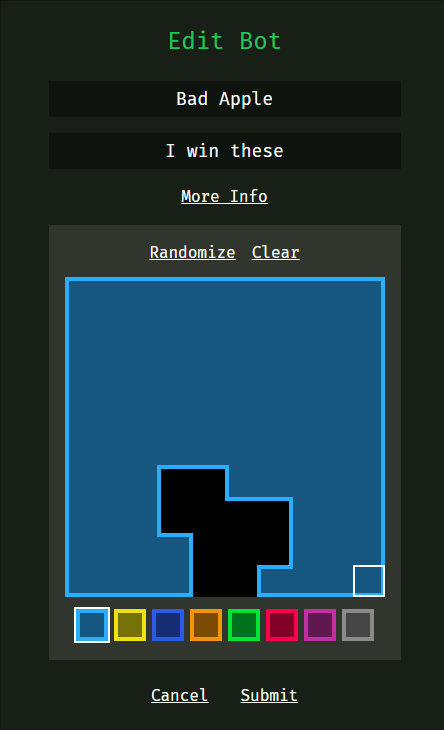 Edit Bot
Bad Apple
I win these
More Info
Randomize Clear
Cancel Submit